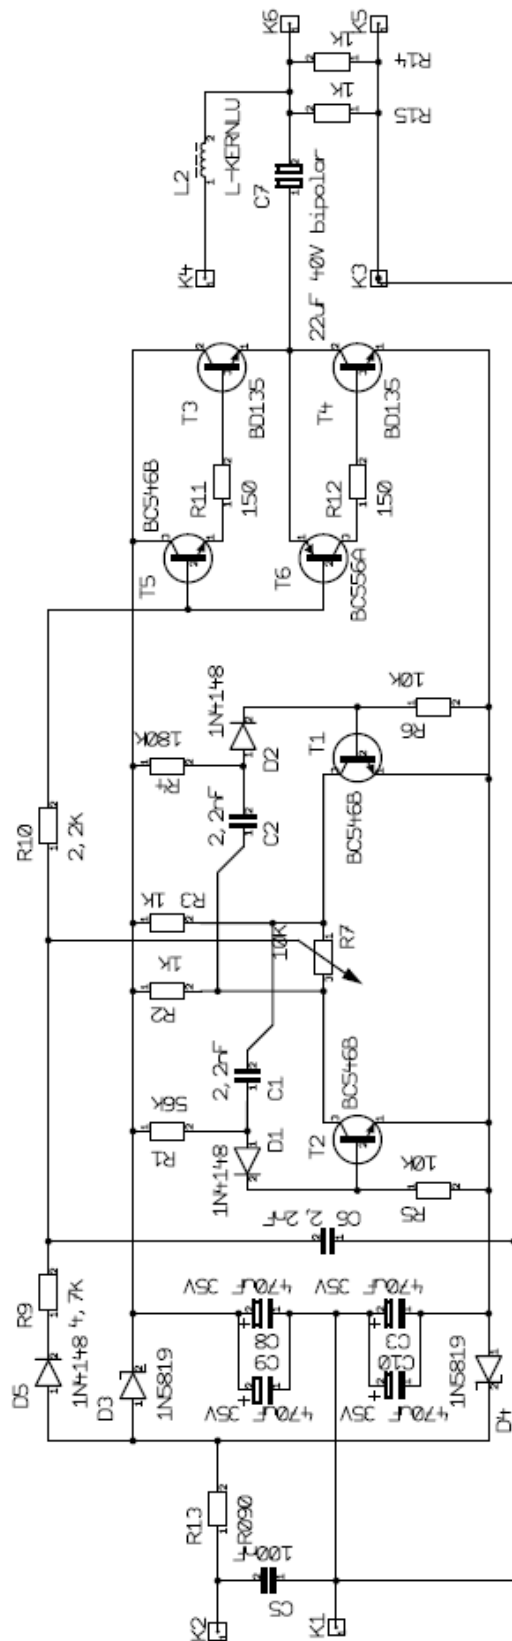 K6
K5
1K
R14
1K
R15
L2
L-KERNLU
C7
22uF 40V bipolar
K4
K3
T3
BD135
T4
BD135
BC546B
R11
150
R12
150
T5
T6
BC556A
1N4148
180K
R4
D2
10K
R6
T1
BC546B
2,2nF
C2
R10
2,2K
1K
R3
10K
R7
1K
R2
2,2nF
C1
BC546B
56K
R1
D1
1N4148
T2
10K
R5
C6
2,2nF
R9
4,7K
D5
1N4148
D3
1N5819
470uF
35V
C8
C9
470uF
35V
470uF
35V
C3
C10
470uF
35V
1N5819
D4
R13
R090
100nF
C5
K2
K1